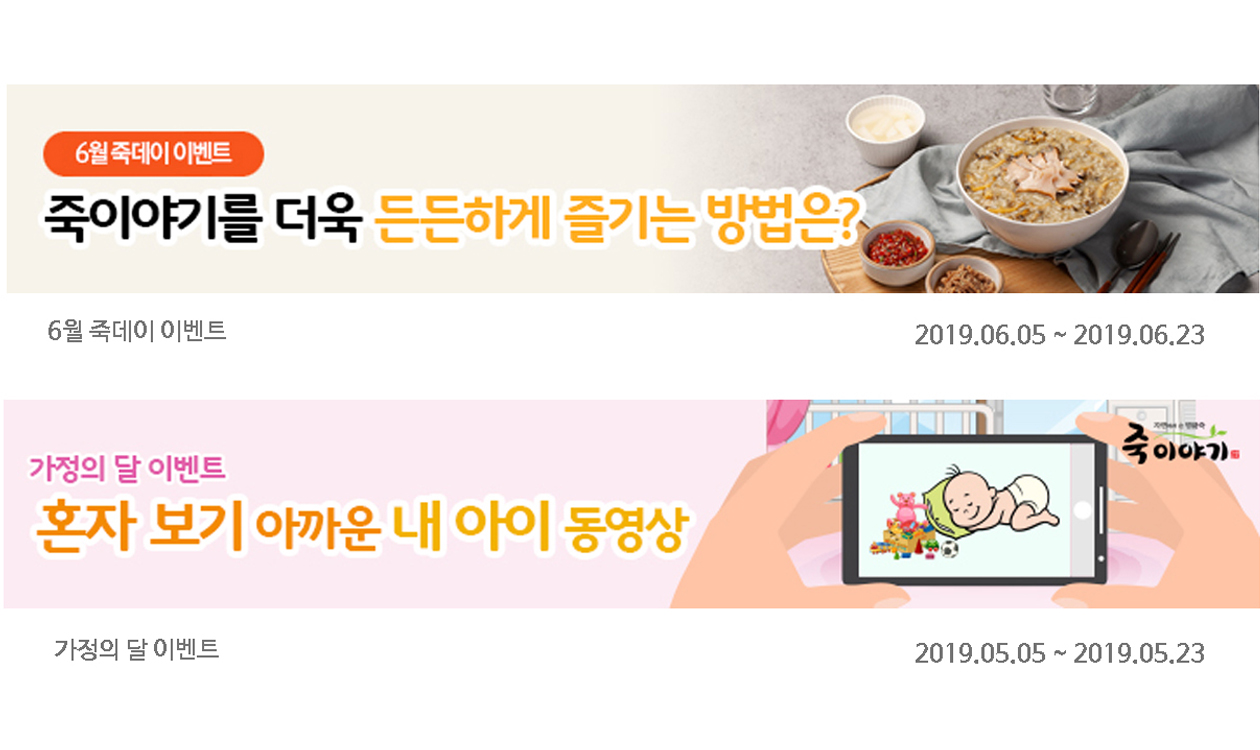 6월 죽데이 이벤트
죽이야기를 더욱 든든하게 즐기는 방법은?
6월 죽데이 이벤트
2019.06.05 ~ 2019.06.23
죽이야기
가정의 달 이벤트
혼자 보기 아까운 내 아이 동영상
가정의 달 이벤트
2019.05.05 ~ 2019.05.23